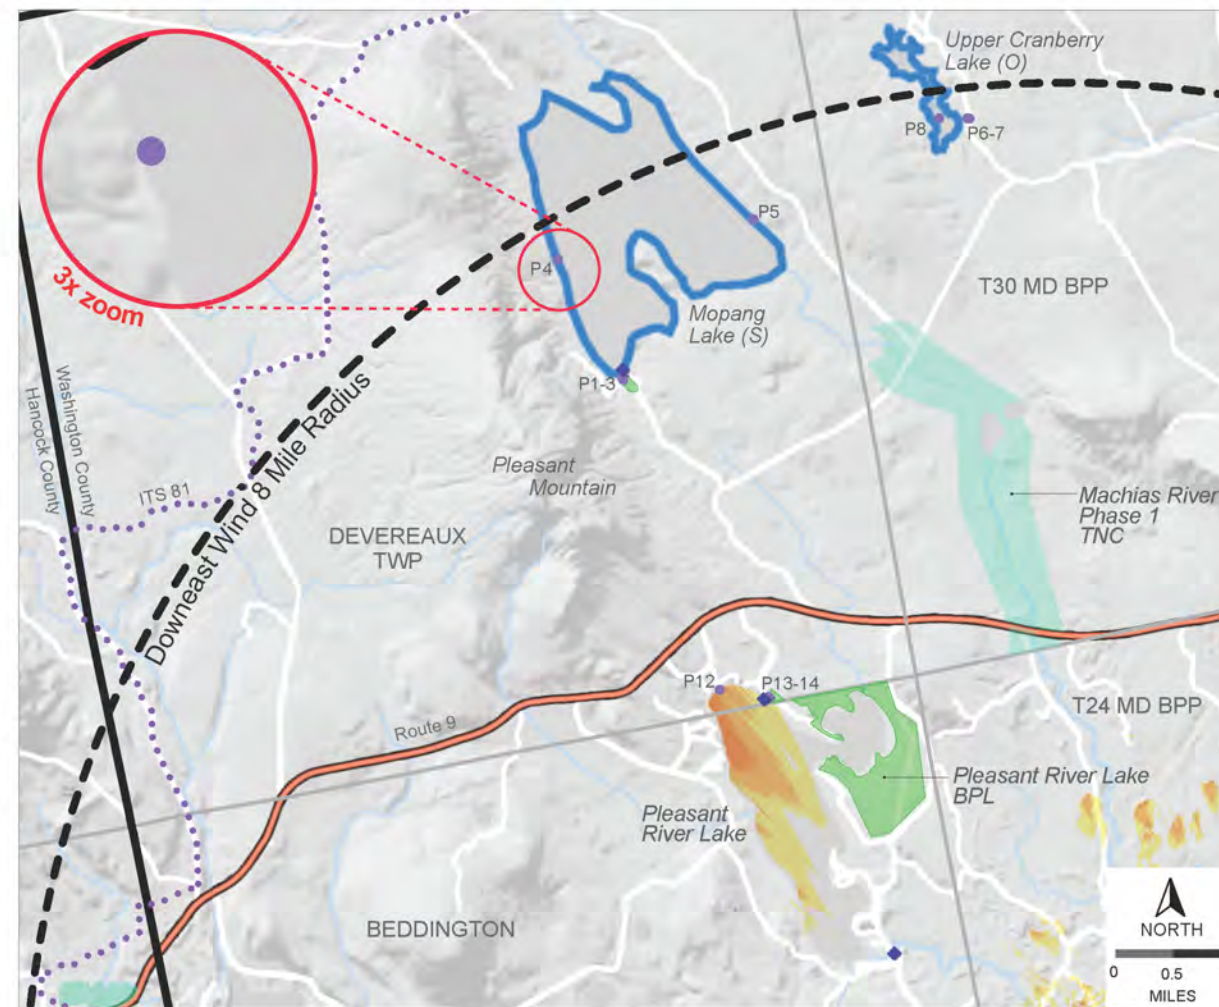 Upper Cranberry
Lake (O)
P8
P6-7
P5
P4
3x zoom
T30 MD BPP
Mopang
Lake (S)
P1-3
Washington County
Hancock County
Downeast Wind 8 Mile Radius
ITS 81
Pleasant
Mountain
Machias River
Phase 1
TNC
DEVEREAUX
TWP
P12
P13-14
T24 MD BPP
Route 9
Pleasant River Lake
BPL
Pleasant
River Lake
BEDDINGTON
NORTH
0 0.5
MILES